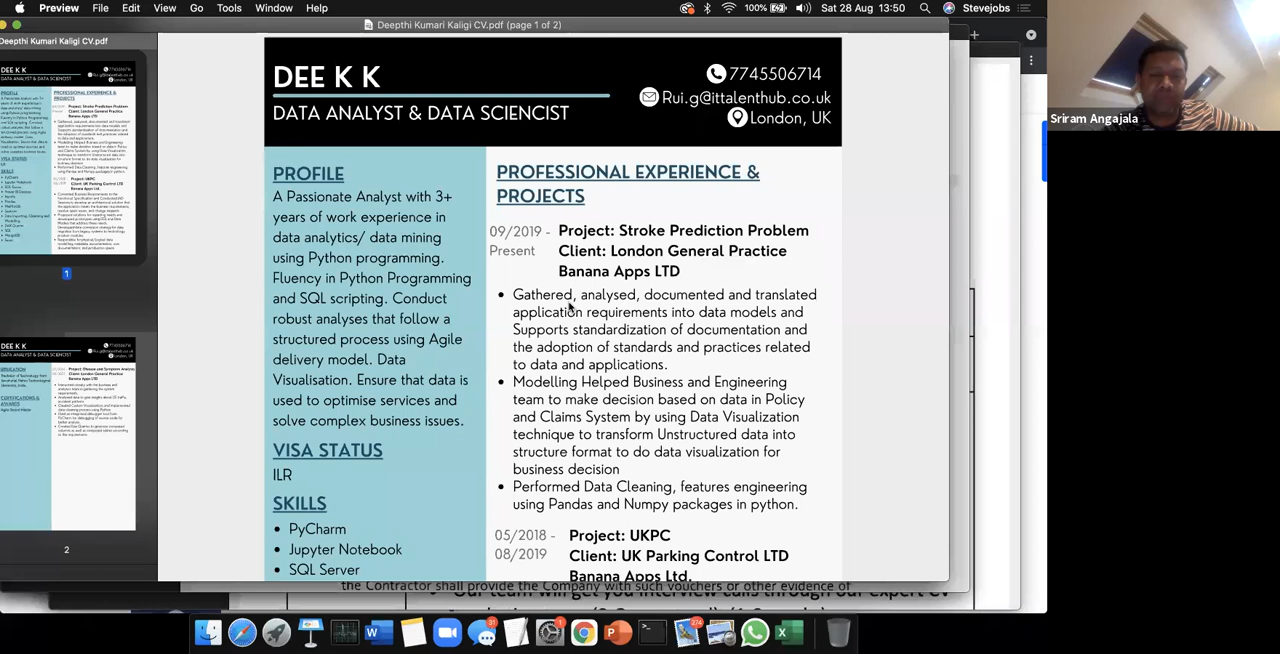 Preview File Edit View Go Tools Window Help
100% Sat 28 Aug 13:50 Stevejobs
Deepthi Kumari Kaligi CV.pdf (page 1 of 2)
Deepthi Kumari Kaligi CV.pdf
1
2
DEE K K
DATA ANALYST & DATA SCIENCIST
7745506714
Rui.g@ittalenthub.co.uk
London, UK
PROFILE
A Passionate Analyst with 3+
years of work experience in
data analytics/ data mining
using Python programming.
Fluency in Python Programming
and SQL scripting. Conduct
robust analyses that follow a
structured process using Agile
delivery model. Data
Visualisation. Ensure that data is
used to optimise services and
solve complex business issues.
VISA STATUS
ILR
SKILLS
• PyCharm
• Jupyter Notebook
• SQL Server
PROFESSIONAL EXPERIENCE &
PROJECTS
09/2019 - Project: Stroke Prediction Problem
Present Client: London General Practice
Banana Apps LTD
• Gathered, analysed, documented and translated
application requirements into data models and
Supports standardization of documentation and
the adoption of standards and practices related
to data and applications.
• Modelling Helped Business and Engineering
team to make decision based on data in Policy
and Claims System by using Data Visualization
technique to transform Unstructured data into
structure format to do data visualization for
business decision
• Performed Data Cleaning, features engineering
using Pandas and Numpy packages in python.
05/2018 - Project: UKPC
08/2019 Client: UK Parking Control LTD
Banana Apps Ltd.
the Contractor shall provide the Company with such vouchers or other evidence of
Our team will get you interview calls through our expert CV
Sriram Angajala